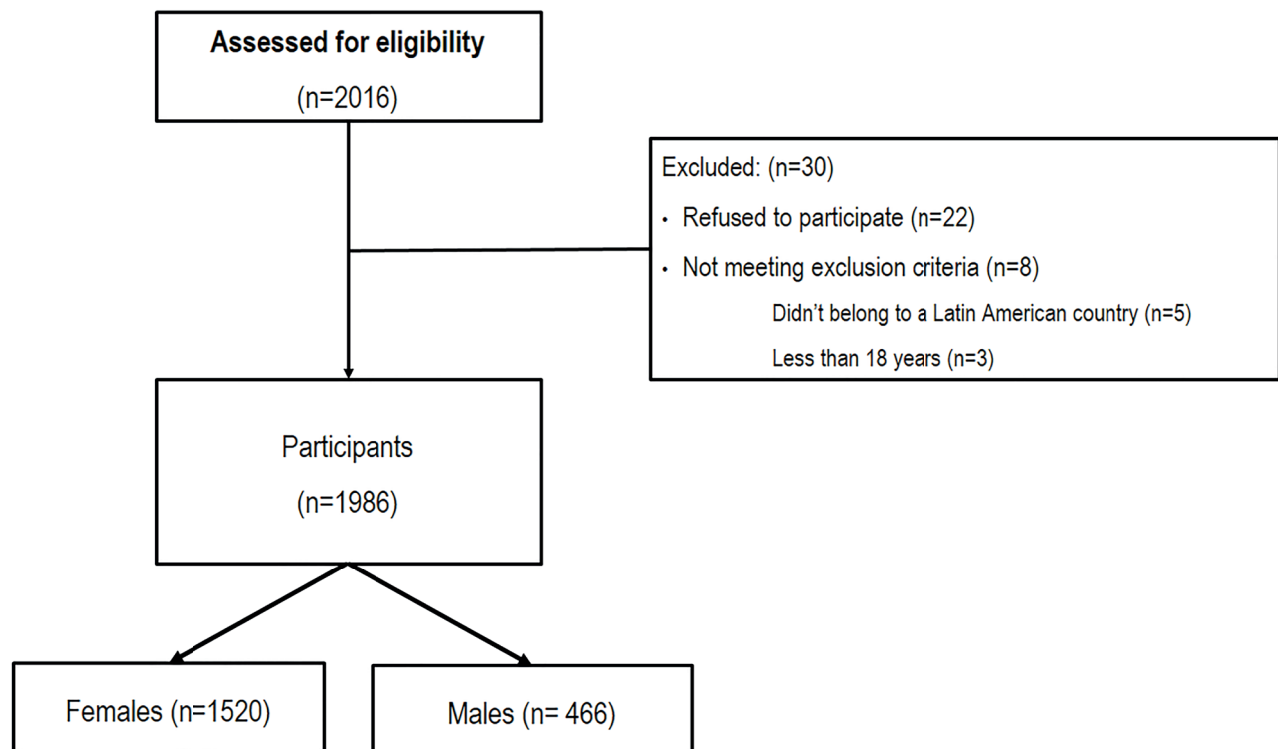 Assessed for eligibility
(n=2016)
Excluded: (n=30)
• Refused to participate (n=22)
• Not meeting exclusion criteria (n=8)
Didn’t belong to a Latin American country (n=5)
Less than 18 years (n=3)
Participants
(n=1986)
Females (n=1520)
Males (n= 466)